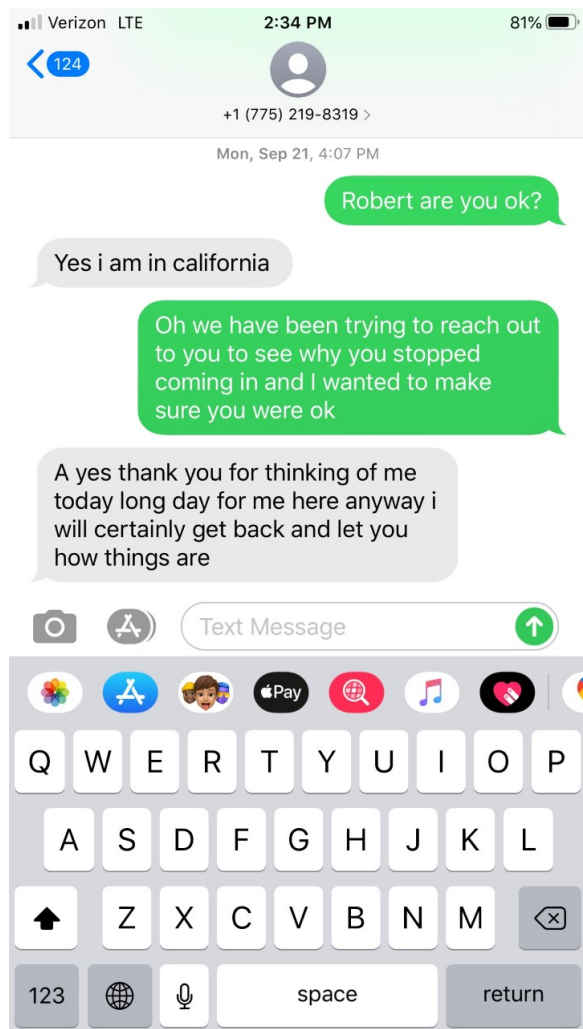 Verizon LTE 2:34 PM 81%
124
+1 (775) 219-8319 >
Mon, Sep 21, 4:07 PM
Robert are you ok?
Yes i am in california
Oh we have been trying to reach out
to you to see why you stopped
coming in and I wanted to make
sure you were ok
A yes thank you for thinking of me
today long day for me here anyway i
will certainly get back and let you
how things are
Text Message
Pay
Q W E R T Y U I O P
A S D F G H J K L
Z X C V B N M
123 space return